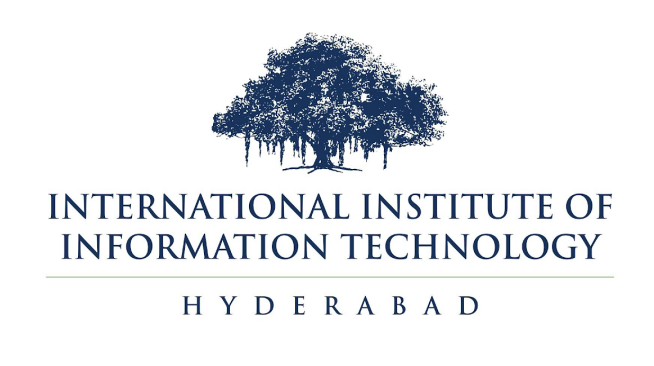 INTERNATIONAL INSTITUTE OF
INFORMATION TECHNOLOGY
HYDERABAD